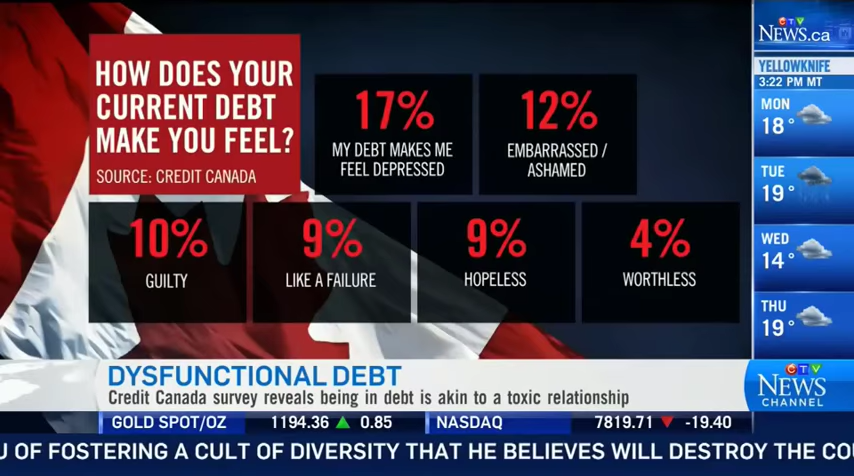 HOW DOES YOUR
CURRENT DEBT
MAKE YOU FEEL?
SOURCE: CREDIT CANADA
17%
MY DEBT MAKES ME
FEEL DEPRESSED
12%
EMBARRASSED /
ASHAMED
10%
GUILTY
9%
LIKE A FAILURE
9%
HOPELESS
4%
WORTHLESS
CTV
NEWS.ca
YELLOWKNIFE
3:22 PM MT
MON
18°
TUE
19°
WED
14°
THU
19°
DYSFUNCTIONAL DEBT
Credit Canada survey reveals being in debt is akin to a toxic relationship
CTV
NEWS
CHANNEL
GOLD SPOT/OZ 1194.36 ▲ 0.85 NASDAQ 7819.71 ▼ -19.40
U OF FOSTERING A CULT OF DIVERSITY THAT HE BELIEVES WILL DESTROY THE COU